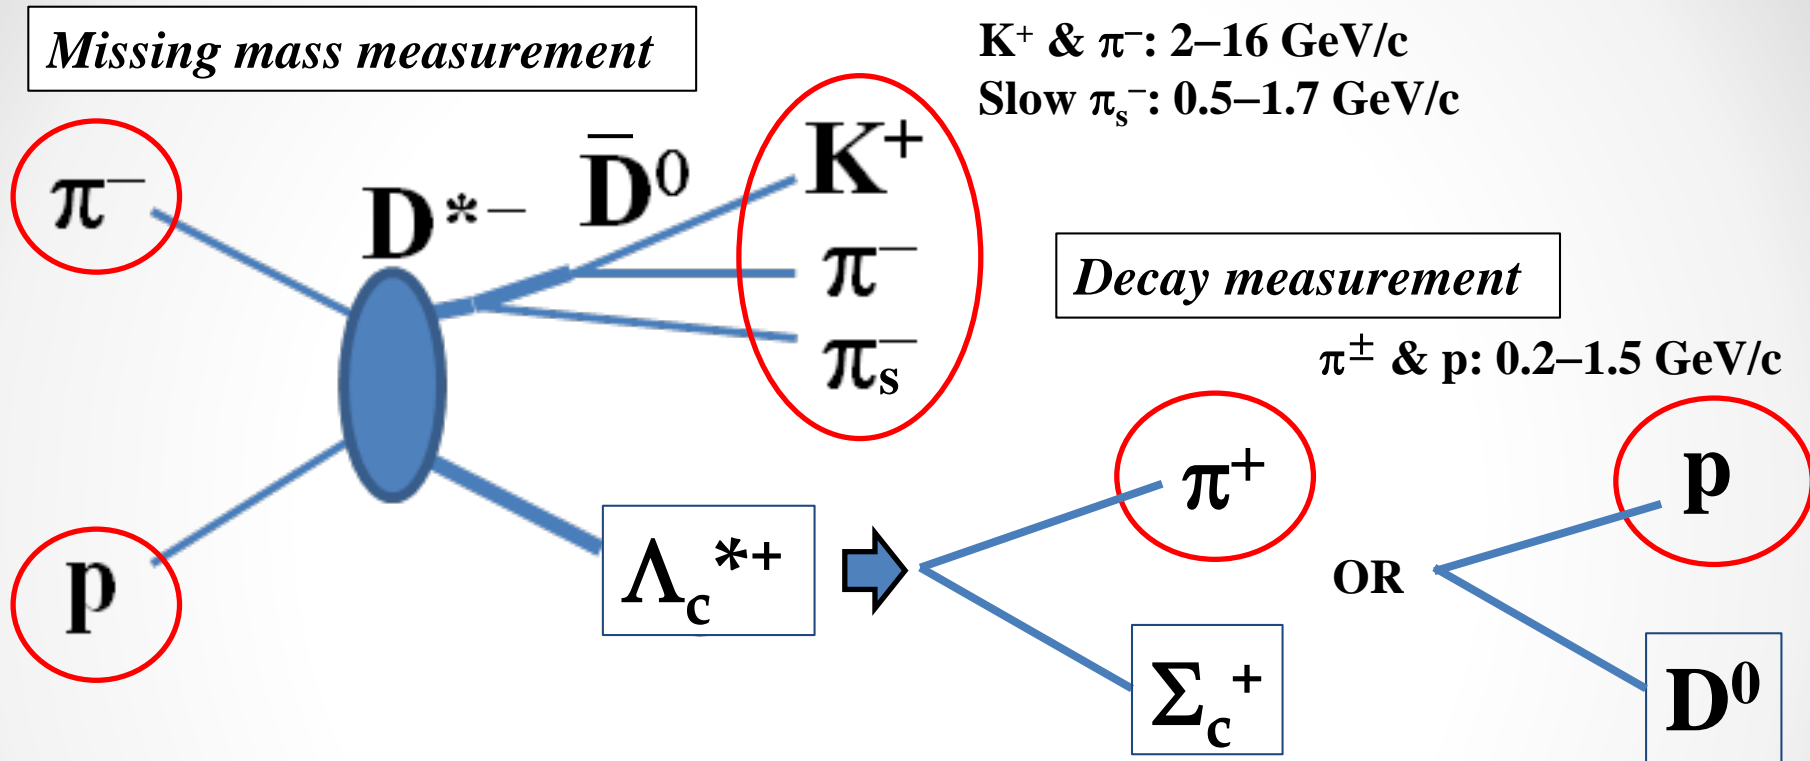 Missing mass measurement
K⁺ & π⁻: 2–16 GeV/c
Slow πₛ⁻: 0.5–1.7 GeV/c
π⁻
D*⁻
D̅⁰
K⁺
π⁻
πₛ⁻
p
Λc*⁺
Decay measurement
π± & p: 0.2–1.5 GeV/c
π⁺
Σc⁺
OR
p
D⁰